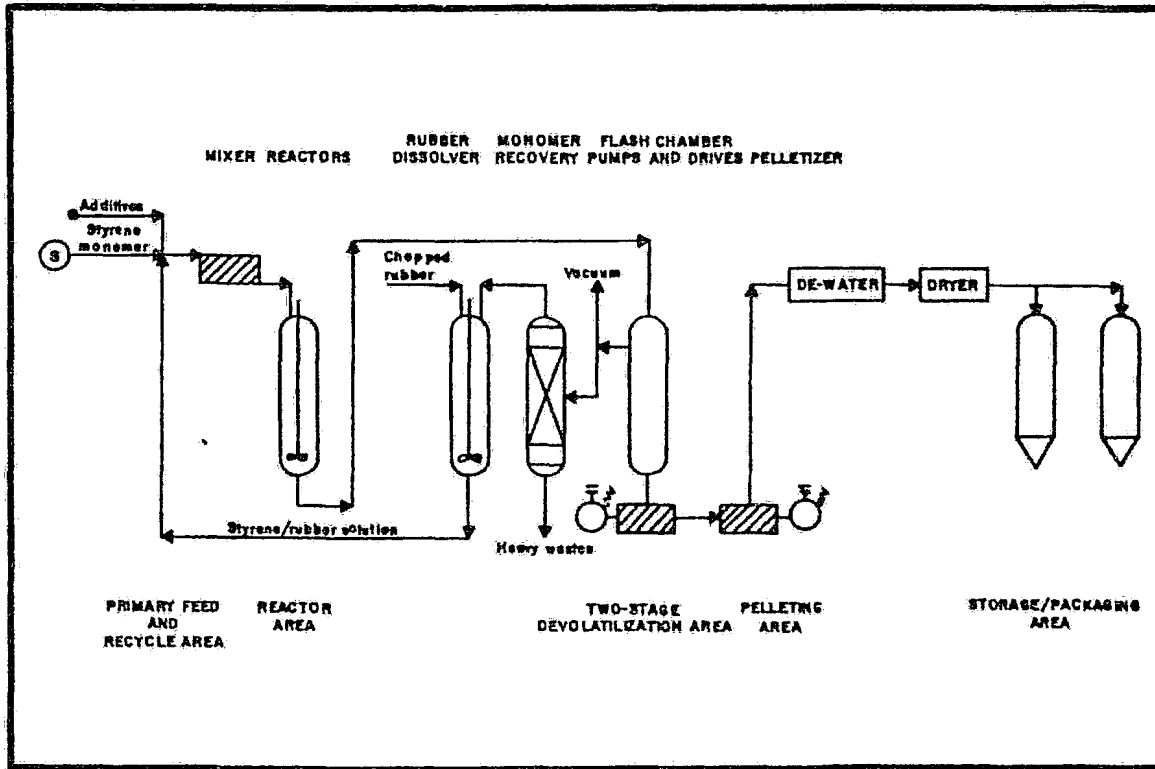 RUBBER MONOMER FLASH CHAMBER
MIXER REACTORS DISSOLVER RECOVERY PUMPS AND DRIVES PELLETIZER
Additives
Styrene
monomer
S
Chopped
rubber
Vacuum
DE-WATER
DRYER
Styrene/rubber solution
Heavy wastes
PRIMARY FEED
AND
RECYCLE AREA
REACTOR
AREA
TWO-STAGE
DEVOLATILIZATION AREA
PELLETING
AREA
STORAGE/PACKAGING
AREA